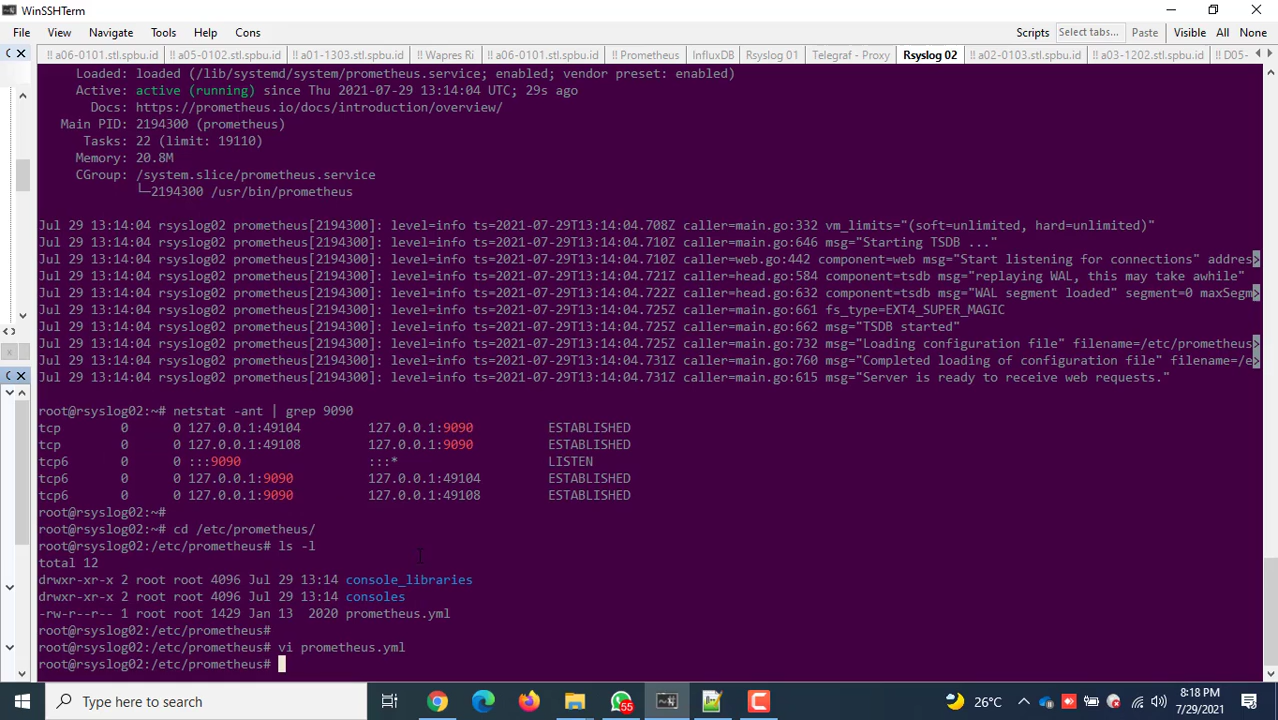 WinSSHTerm
File View Navigate Tools Help Cons Scripts Select tabs... Paste Visible All None
!! a06-0101.stl.spbu.id !! a05-0102.stl.spbu.id !! a01-1303.stl.spbu.id !! Wapres Ri !! a06-0101.stl.spbu.id !! Prometheus InfluxDB Rsyslog 01 Telegraf - Proxy Rsyslog 02 !! a02-0103.stl.spbu.id !! a03-1202.stl.spbu.id !! D05-
Loaded: loaded (/lib/systemd/system/prometheus.service; enabled; vendor preset: enabled)
Active: active (running) since Thu 2021-07-29 13:14:04 UTC; 29s ago
Docs: https://prometheus.io/docs/introduction/overview/
Main PID: 2194300 (prometheus)
Tasks: 22 (limit: 19110)
Memory: 20.8M
CGroup: /system.slice/prometheus.service
└─2194300 /usr/bin/prometheus
Jul 29 13:14:04 rsyslog02 prometheus[2194300]: level=info ts=2021-07-29T13:14:04.708Z caller=main.go:332 vm_limits="(soft=unlimited, hard=unlimited)"
Jul 29 13:14:04 rsyslog02 prometheus[2194300]: level=info ts=2021-07-29T13:14:04.710Z caller=main.go:646 msg="Starting TSDB ..."
Jul 29 13:14:04 rsyslog02 prometheus[2194300]: level=info ts=2021-07-29T13:14:04.710Z caller=web.go:442 component=web msg="Start listening for connections" addres>
Jul 29 13:14:04 rsyslog02 prometheus[2194300]: level=info ts=2021-07-29T13:14:04.721Z caller=head.go:584 component=tsdb msg="replaying WAL, this may take awhile"
Jul 29 13:14:04 rsyslog02 prometheus[2194300]: level=info ts=2021-07-29T13:14:04.722Z caller=head.go:632 component=tsdb msg="WAL segment loaded" segment=0 maxSegm>
Jul 29 13:14:04 rsyslog02 prometheus[2194300]: level=info ts=2021-07-29T13:14:04.725Z caller=main.go:661 fs_type=EXT4_SUPER_MAGIC
Jul 29 13:14:04 rsyslog02 prometheus[2194300]: level=info ts=2021-07-29T13:14:04.725Z caller=main.go:662 msg="TSDB started"
Jul 29 13:14:04 rsyslog02 prometheus[2194300]: level=info ts=2021-07-29T13:14:04.725Z caller=main.go:732 msg="Loading configuration file" filename=/etc/prometheus>
Jul 29 13:14:04 rsyslog02 prometheus[2194300]: level=info ts=2021-07-29T13:14:04.731Z caller=main.go:760 msg="Completed loading of configuration file" filename=/e>
Jul 29 13:14:04 rsyslog02 prometheus[2194300]: level=info ts=2021-07-29T13:14:04.731Z caller=main.go:615 msg="Server is ready to receive web requests."
root@rsyslog02:~# netstat -ant | grep 9090
tcp 0 0 127.0.0.1:49104 127.0.0.1:9090 ESTABLISHED
tcp 0 0 127.0.0.1:49108 127.0.0.1:9090 ESTABLISHED
tcp6 0 0 :::9090 :::* LISTEN
tcp6 0 0 127.0.0.1:9090 127.0.0.1:49104 ESTABLISHED
tcp6 0 0 127.0.0.1:9090 127.0.0.1:49108 ESTABLISHED
root@rsyslog02:~#
root@rsyslog02:~# cd /etc/prometheus/
root@rsyslog02:/etc/prometheus# ls -l
total 12
drwxr-xr-x 2 root root 4096 Jul 29 13:14 console_libraries
drwxr-xr-x 2 root root 4096 Jul 29 13:14 consoles
-rw-r--r-- 1 root root 1429 Jan 13 2020 prometheus.yml
root@rsyslog02:/etc/prometheus#
root@rsyslog02:/etc/prometheus# vi prometheus.yml
root@rsyslog02:/etc/prometheus#
Type here to search 55 26°C 8:18 PM
7/29/2021